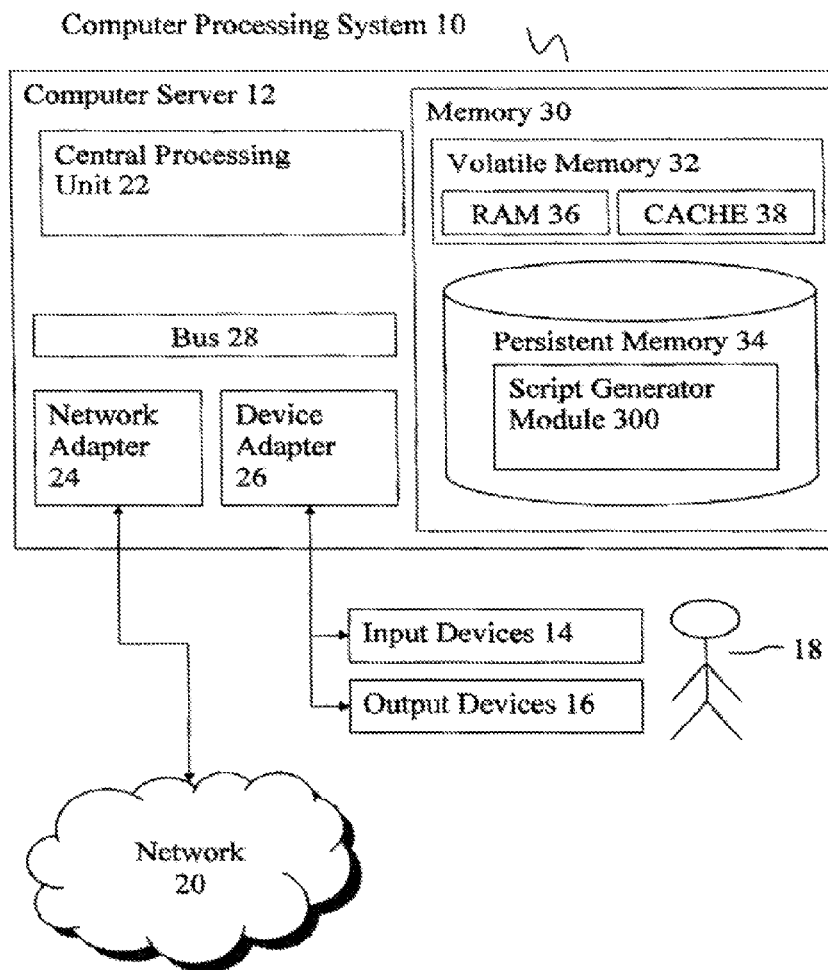 Computer Processing System 10
Computer Server 12
Central Processing
Unit 22
Bus 28
Network
Adapter
24
Device
Adapter
26
Memory 30
Volatile Memory 32
RAM 36
CACHE 38
Persistent Memory 34
Script Generator
Module 300
Input Devices 14
Output Devices 16
18
Network
20